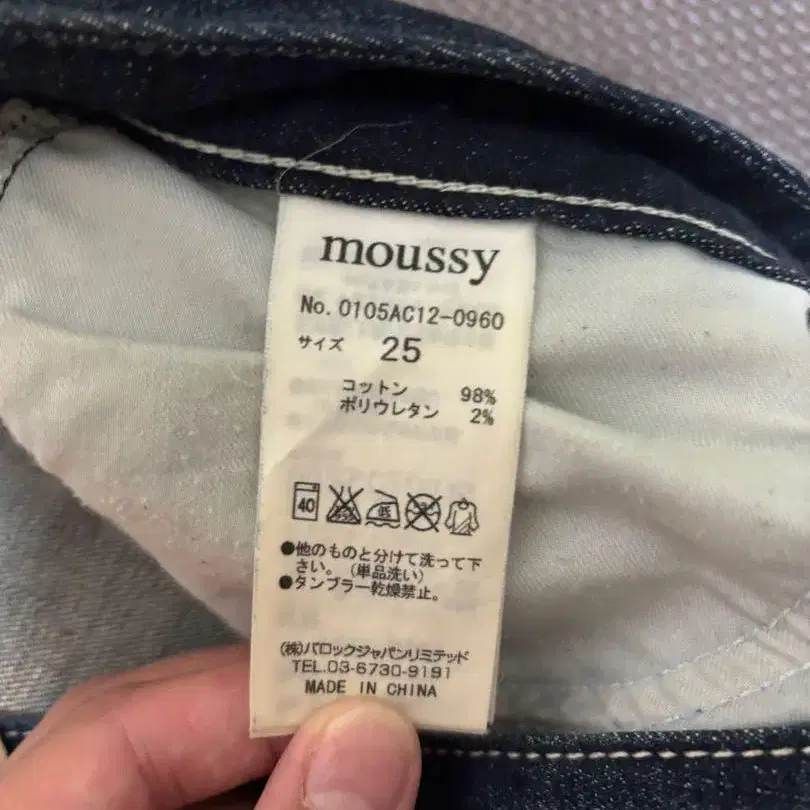 moussy
No. 0105AC12-0960
サイズ 25
コットン 98%
ポリウレタン 2%
40 低
●他のものと分けて洗って下
さい。(単品洗い)
●タンブラー乾燥禁止。
(株)バロックジャパンリミテッド
TEL.03-6730-9191
MADE IN CHINA